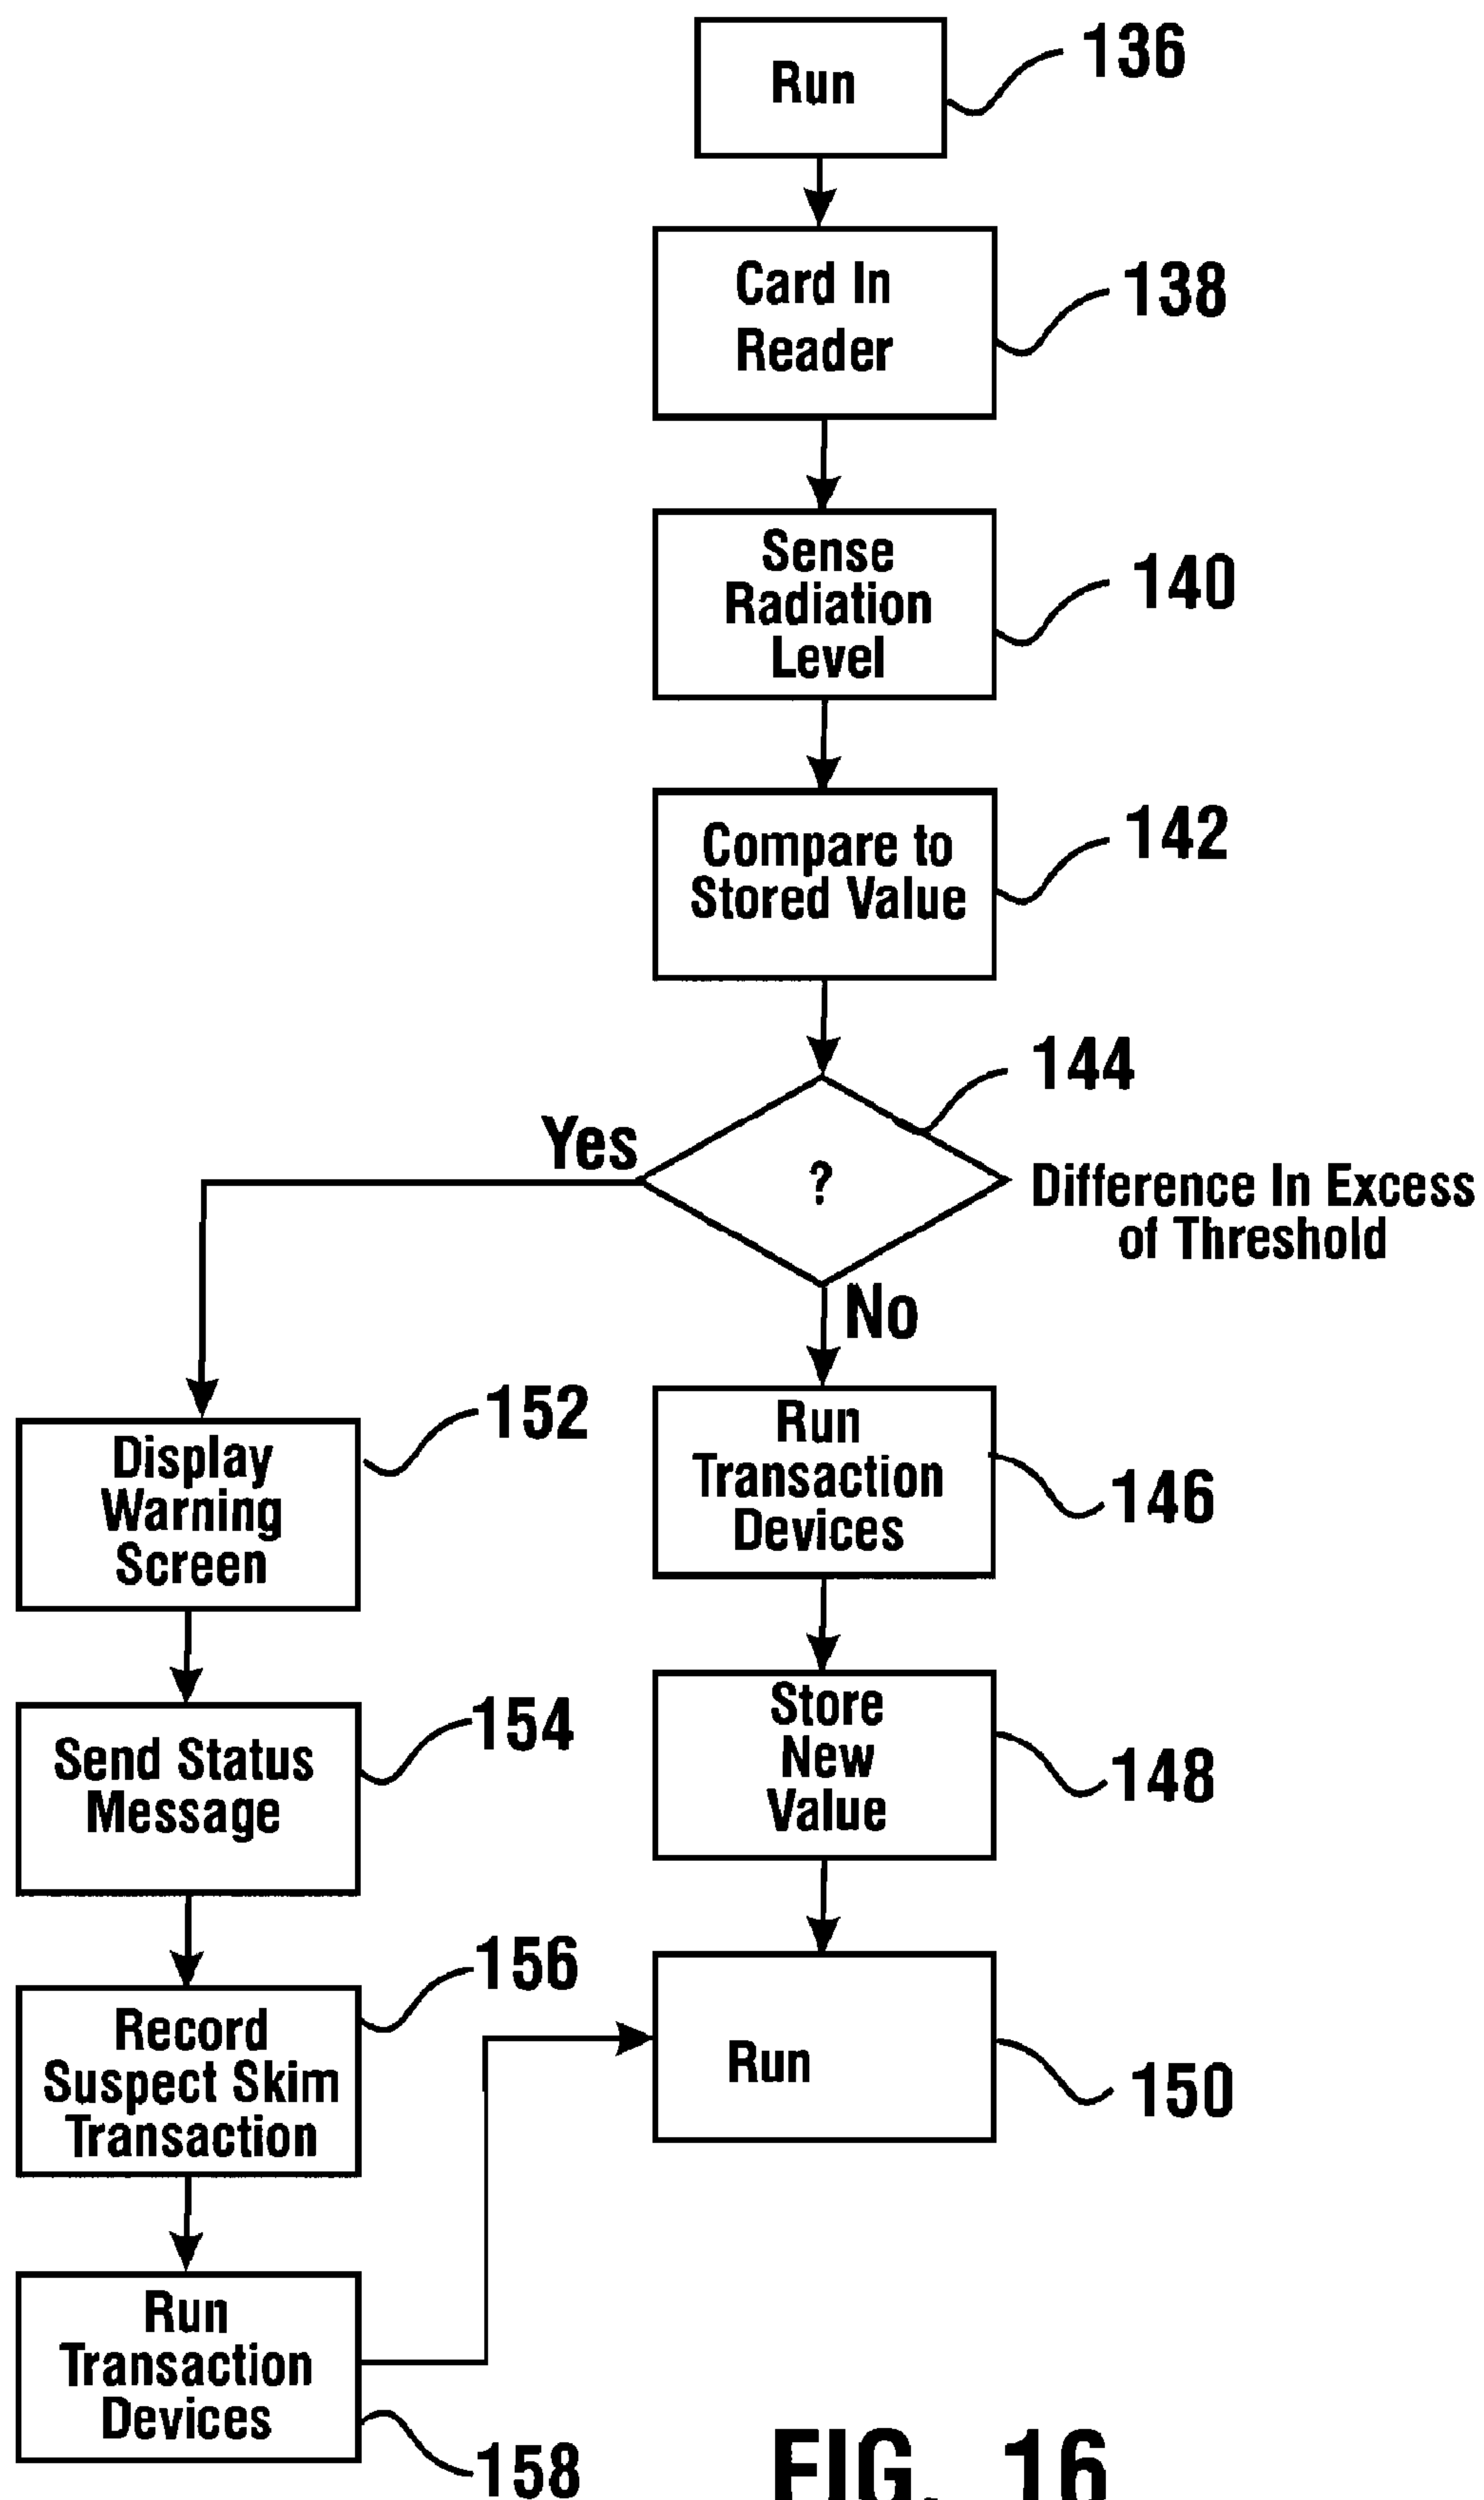 Run
136
Card In
Reader
138
Sense
Radiation
Level
140
Compare to
Stored Value
142
144
Yes
?
Difference In Excess
of Threshold
No
Display
Warning
Screen
152
Run
Transaction
Devices
146
Send Status
Message
154
Store
New
Value
148
Record
Suspect Skim
Transaction
156
Run
150
Run
Transaction
Devices
158
FIG. 16